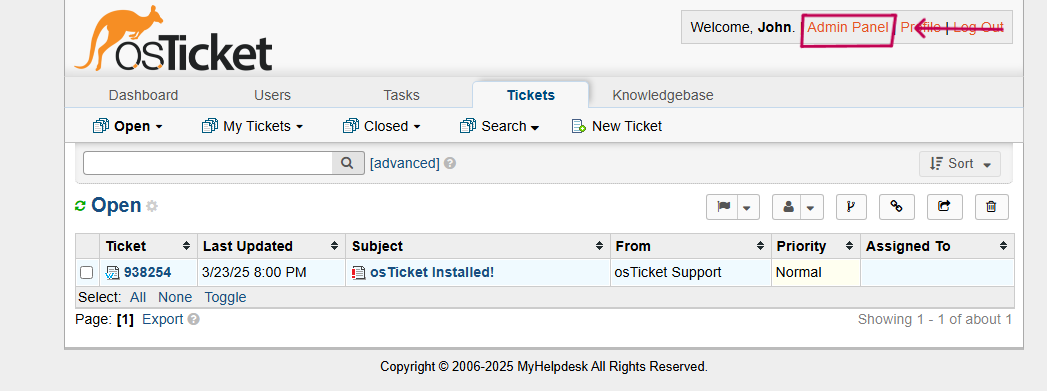 osTicket
Welcome, John. | Admin Panel | Profile | Log Out
Dashboard Users Tasks Tickets Knowledgebase
Open My Tickets Closed Search New Ticket
[advanced] ? Sort
Open
Ticket Last Updated Subject From Priority Assigned To
938254 3/23/25 8:00 PM osTicket Installed! osTicket Support Normal
Select: All None Toggle
Page: [1] Export ? Showing 1 - 1 of about 1
Copyright © 2006-2025 MyHelpdesk All Rights Reserved.